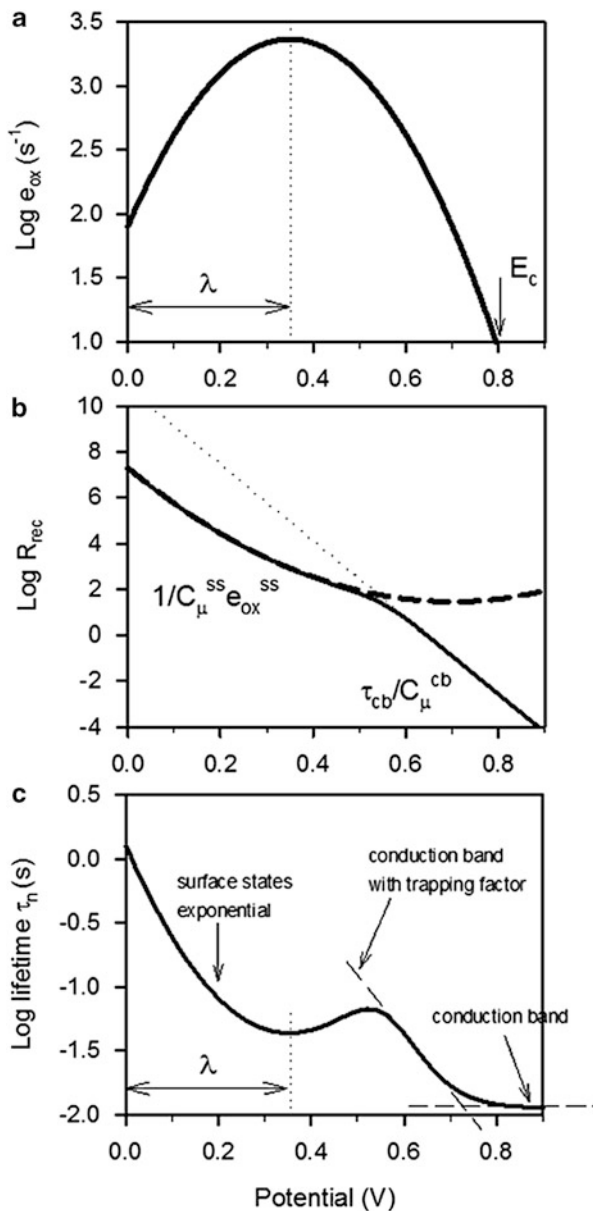 a
3.5
3.0
2.5
2.0
1.5
1.0
Log e_ox (s^-1)
λ
E_c
0.0 0.2 0.4 0.6 0.8
b
10
8
6
4
2
0
-2
-4
Log R_rec
1/C_μ^ss e_ox^ss
τ_cb/C_μ^cb
0.0 0.2 0.4 0.6 0.8
c
0.5
0.0
-0.5
-1.0
-1.5
-2.0
Log lifetime τ_n (s)
surface states
exponential
conduction band
with trapping factor
conduction band
λ
0.0 0.2 0.4 0.6 0.8
Potential (V)